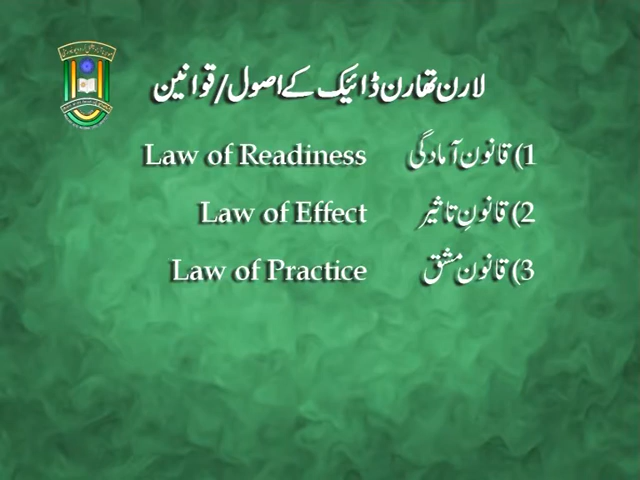 لارن تھارن ڈائیک کے اصول/قوانین
1) قانون آمادگی Law of Readiness
2) قانونِ تاثیر Law of Effect
3) قانون مشق Law of Practice